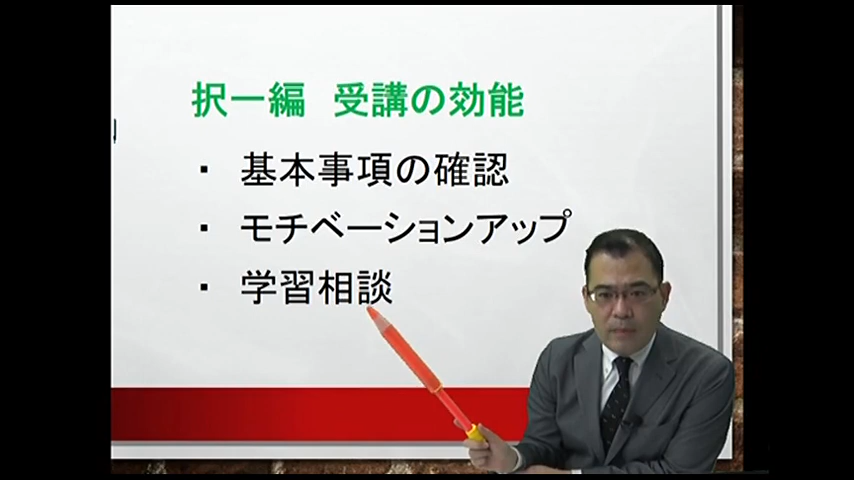 択一編 受講の効能
・ 基本事項の確認
・ モチベーションアップ
・ 学習相談